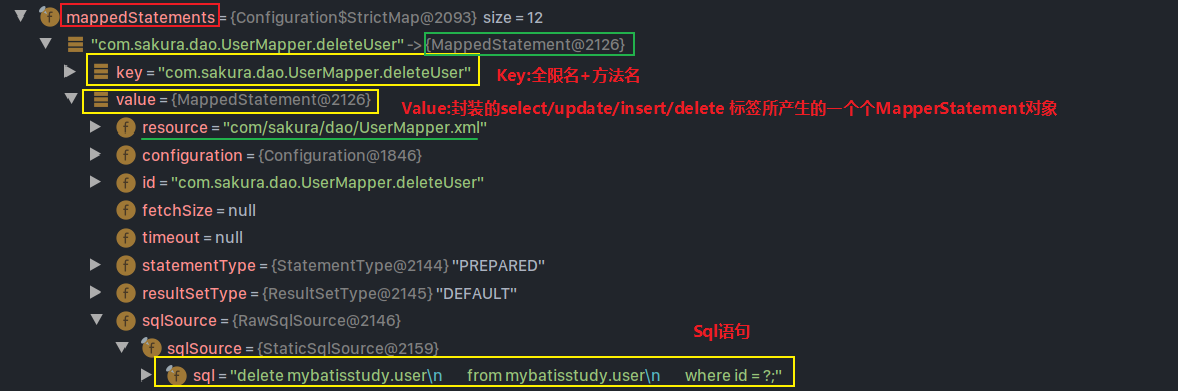 mappedStatements = {Configuration$StrictMap@2093} size = 12
"com.sakura.dao.UserMapper.deleteUser" -> {MappedStatement@2126}
key = "com.sakura.dao.UserMapper.deleteUser" Key:全限名+方法名
value = {MappedStatement@2126} Value:封装的select/update/insert/delete 标签所产生的一个个MapperStatement对象
resource = "com/sakura/dao/UserMapper.xml"
configuration = {Configuration@1846}
id = "com.sakura.dao.UserMapper.deleteUser"
fetchSize = null
timeout = null
statementType = {StatementType@2144} "PREPARED"
resultSetType = {ResultSetType@2145} "DEFAULT"
sqlSource = {RawSqlSource@2146} Sql语句
sqlSource = {StaticSqlSource@2159}
sql = "delete mybatisstudy.user\n from mybatisstudy.user\n where id = ?;"